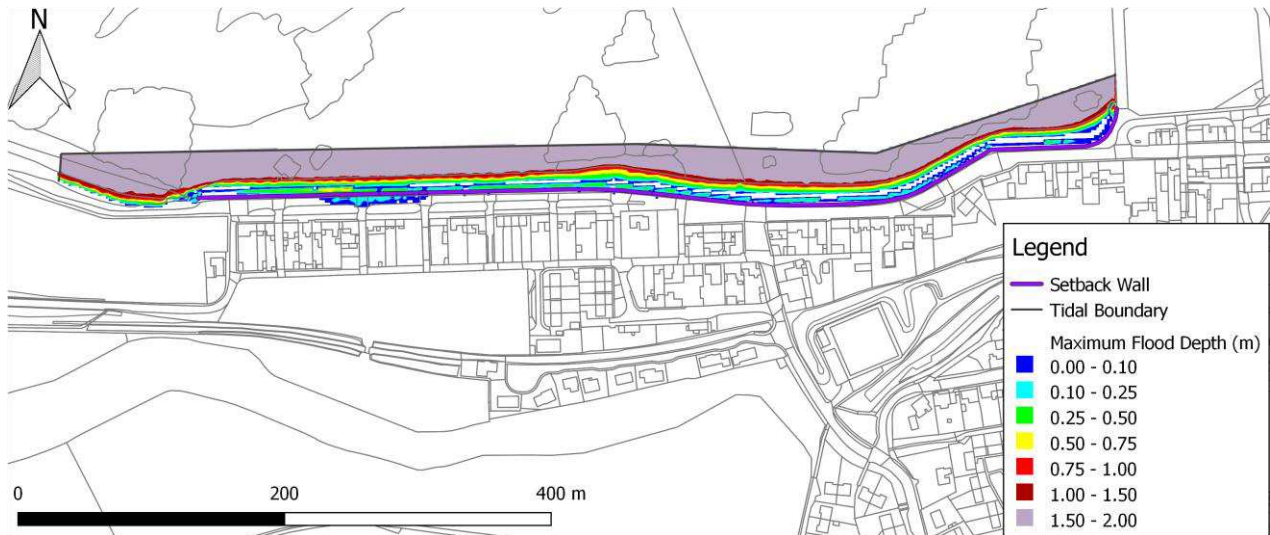 N
Legend
Setback Wall
Tidal Boundary
Maximum Flood Depth (m)
0.00 - 0.10
0.10 - 0.25
0.25 - 0.50
0.50 - 0.75
0.75 - 1.00
1.00 - 1.50
1.50 - 2.00
0 200 400 m